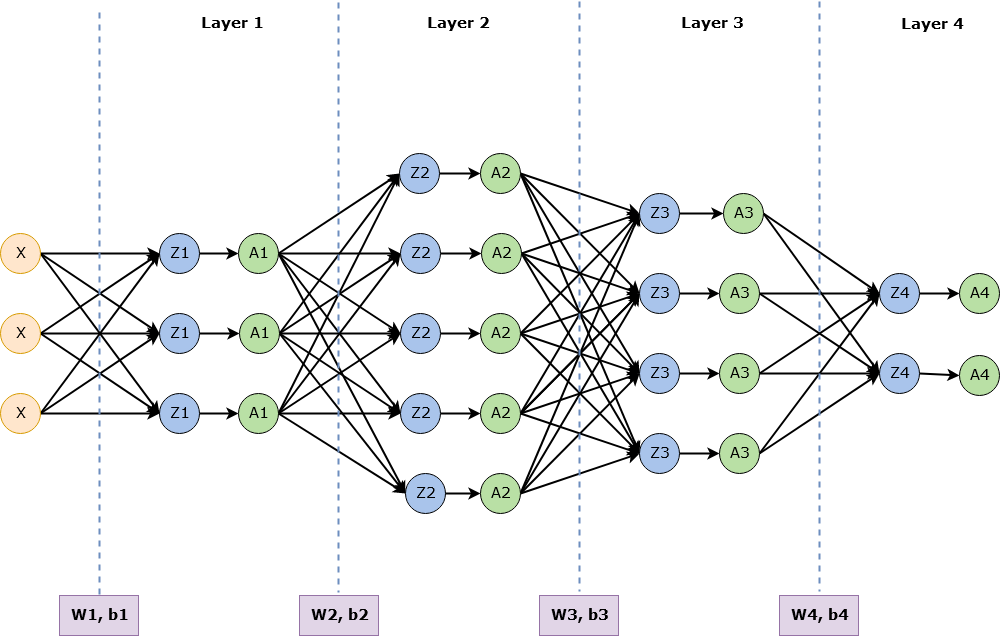 Layer 1
Layer 2
Layer 3
Layer 4
Z2
A2
Z3
A3
X
Z1
A1
Z2
A2
Z3
A3
Z4
A4
X
Z1
A1
Z2
A2
Z3
A3
Z4
A4
X
Z1
A1
Z2
A2
Z3
A3
Z2
A2
W1, b1
W2, b2
W3, b3
W4, b4